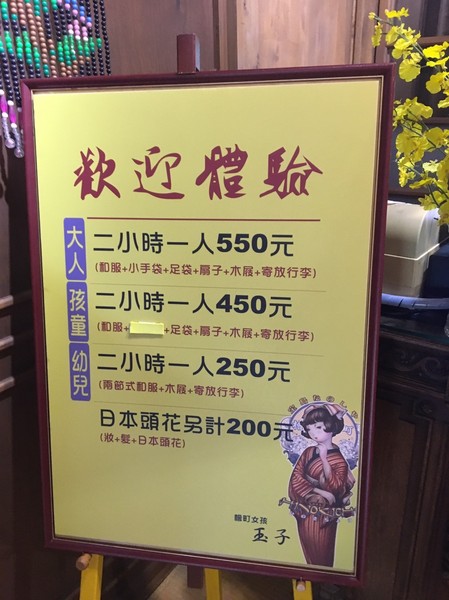 歡迎體驗
大人
二小時一人550元
(和服+小手袋+足袋+扇子+木屐+寄放行李)
孩童
二小時一人450元
(和服+ +足袋+扇子+木屐+寄放行李)
幼兒
二小時一人250元
(兩節式和服+木屐+寄放行李)
日本頭花另計200元
(妝+髮+日本頭花)
玉子